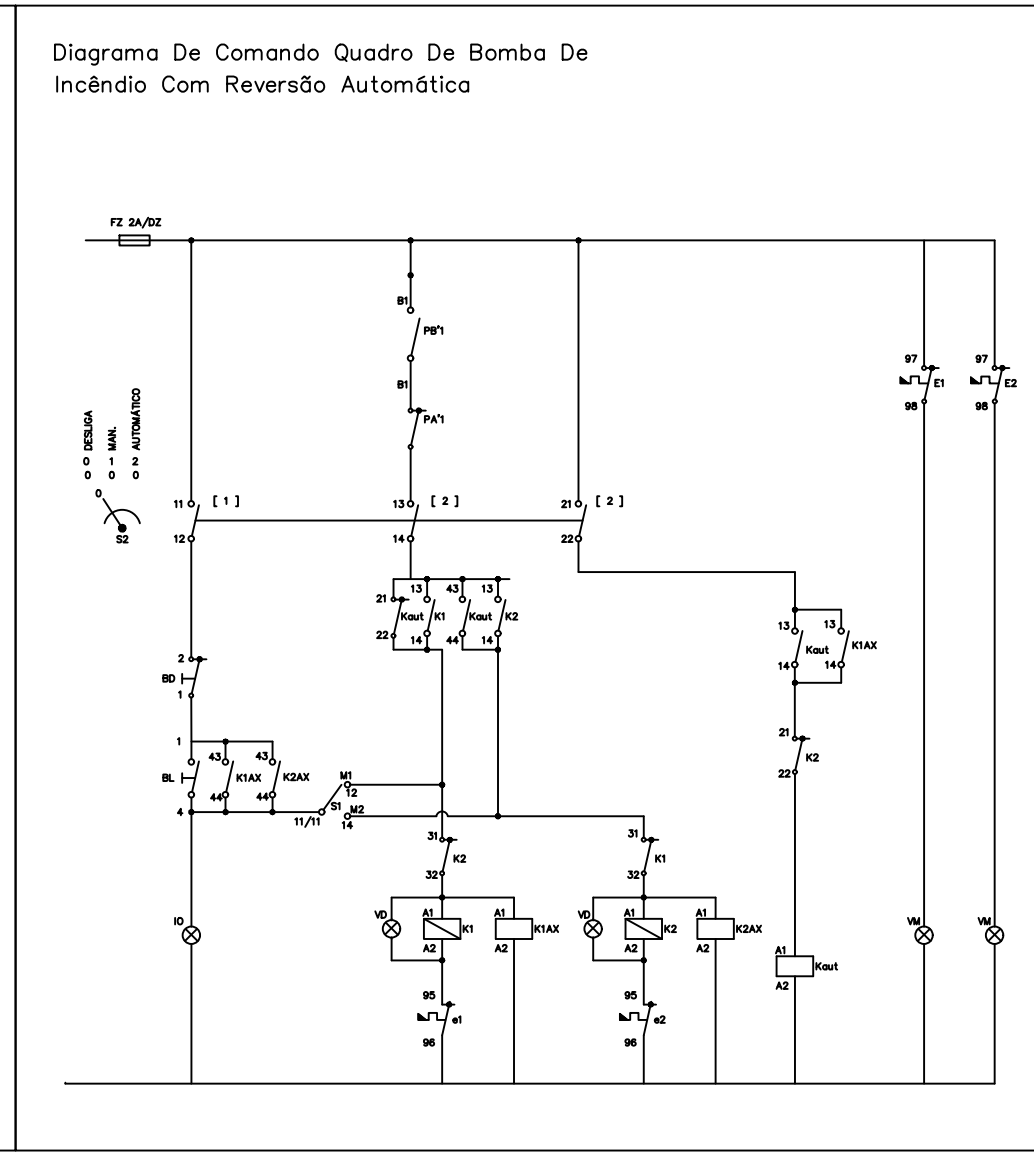 Diagrama De Comando Quadro De Bomba De
Incêndio Com Reversão Automática
FZ 2A/DZ
B1
PB'1
B1
PA'1
97
E1
98
97
E2
98
0 DESLIGA
0
1 MAN.
0
2 AUTOMÁTICO
0
0
S2
11
[ 1 ]
12
13
[ 2 ]
14
21
[ 2 ]
22
21
Kaut
22
13
K1
14
43
Kaut
44
13
K2
14
13
Kaut
14
13
K1AX
14
2
BD
1
1
BL
4
43
K1AX
44
43
K2AX
44
11/11
S1
M1
12
M2
14
21
K2
22
31
K2
32
31
K1
32
IO
VD
A1
K1
A2
A1
K1AX
A2
VD
A1
K2
A2
A1
K2AX
A2
A1
Kaut
A2
VM
VM
95
e1
96
95
e2
96